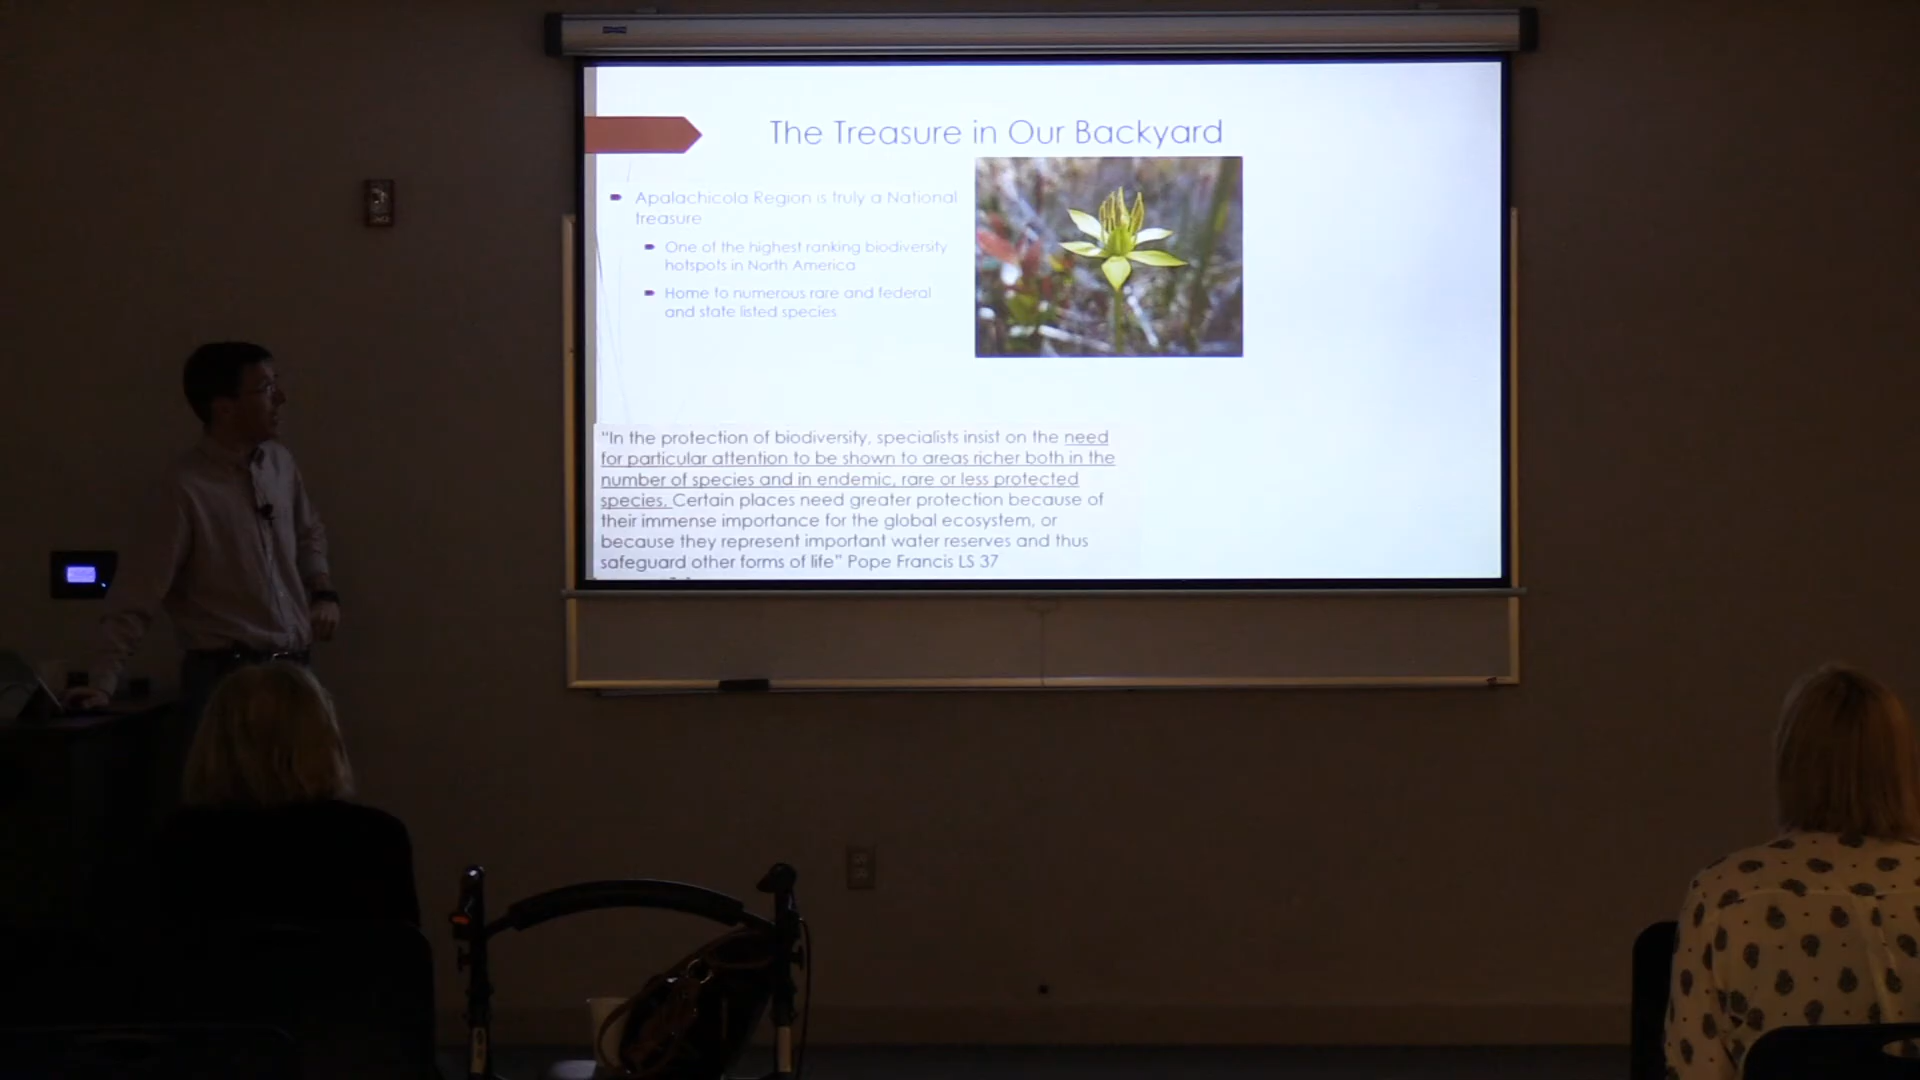 The Treasure in Our Backyard
Apalachicola Region is truly a National
treasure
One of the highest ranking biodiversity
hotspots in North America
Home to numerous rare and federal
and state listed species
"In the protection of biodiversity, specialists insist on the need
for particular attention to be shown to areas richer both in the
number of species and in endemic, rare or less protected
species. Certain places need greater protection because of
their immense importance for the global ecosystem, or
because they represent important water reserves and thus
safeguard other forms of life" Pope Francis LS 37